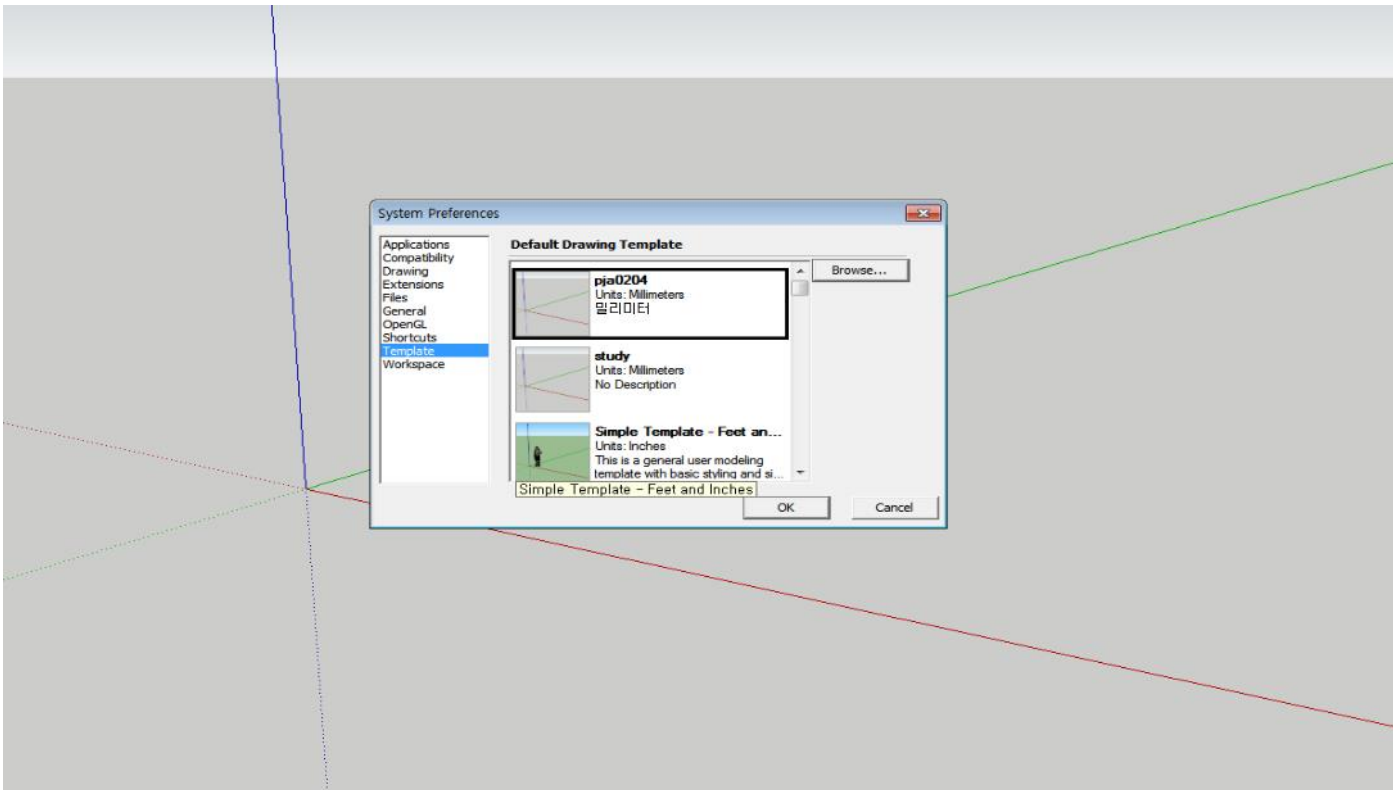 System Preferences
Applications
Compatibility
Drawing
Extensions
Files
General
OpenGL
Shortcuts
Template
Workspace
Default Drawing Template
pja0204
Units: Millimeters
밀리미터
study
Units: Millimeters
No Description
Simple Template - Feet an...
Units: Inches
This is a general user modeling
template with basic styling and si...
Simple Template - Feet and Inches
Browse...
OK
Cancel